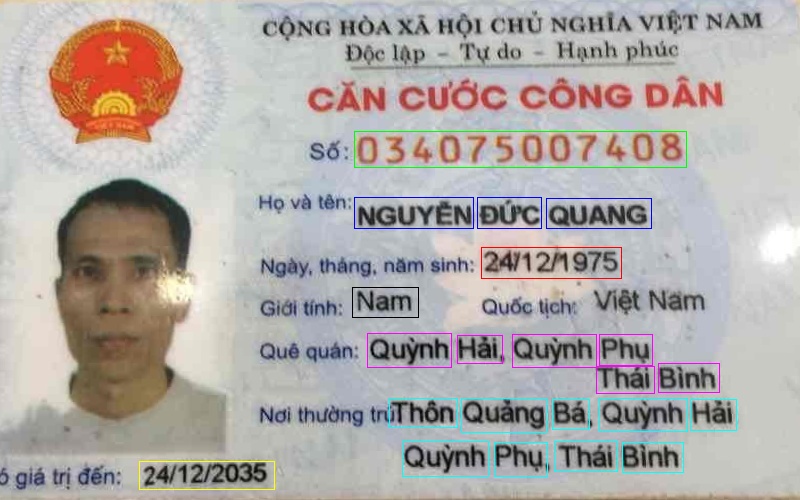 CỘNG HÒA XÃ HỘI CHỦ NGHĨA VIỆT NAM
Độc lập - Tự do - Hạnh phúc
CĂN CƯỚC CÔNG DÂN
Số: 034075007408
Họ và tên: NGUYỄN ĐỨC QUANG
Ngày, tháng, năm sinh: 24/12/1975
Giới tính: Nam Quốc tịch: Việt Nam
Quê quán: Quỳnh Hải, Quỳnh Phụ
Thái Bình
Nơi thường trú: Thôn Quảng Bá, Quỳnh Hải
Quỳnh Phụ, Thái Bình
ó giá trị đến: 24/12/2035